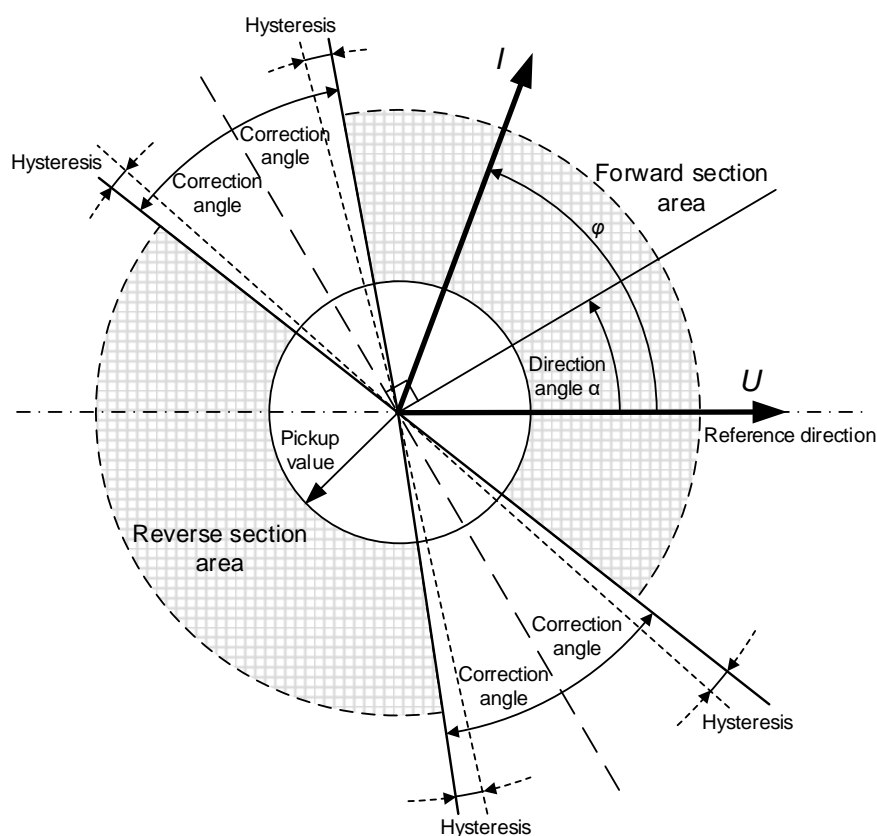 Hysteresis
I
Correction
angle
Hysteresis
Correction
angle
Forward section
area
φ
Direction
angle α
U
Reference direction
Pickup
value
Reverse section
area
Correction
angle
Correction
angle
Hysteresis
Hysteresis